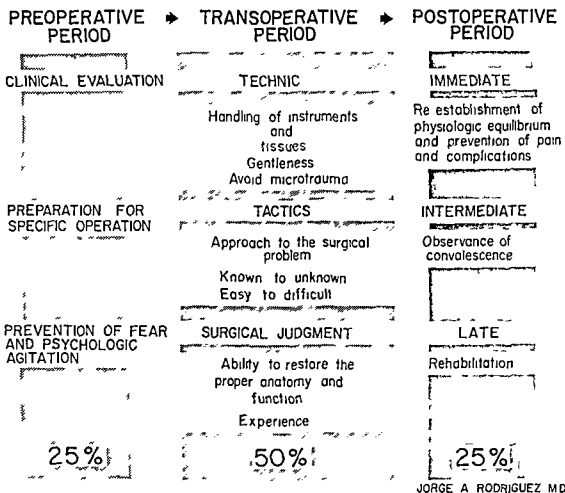 PREOPERATIVE PERIOD
CLINICAL EVALUATION
PREPARATION FOR
SPECIFIC OPERATION
PREVENTION OF FEAR
AND PSYCHOLOGIC
AGITATION
25%
TRANSOPERATIVE
PERIOD
TECHNIC
Handling of instruments
and
tissues
Gentleness
Avoid microtrauma
TACTICS
Approach to the surgical
problem
Known to unknown
Easy to difficult
SURGICAL JUDGMENT
Ability to restore the
proper anatomy and
function
Experience
50%
POSTOPERATIVE
PERIOD
IMMEDIATE
Re establishment of
physiologic equilibrium
and prevention of pain
and complications
INTERMEDIATE
Observance of
convalescence
LATE
Rehabilitation
25%
JORGE A RODRIGUEZ MD